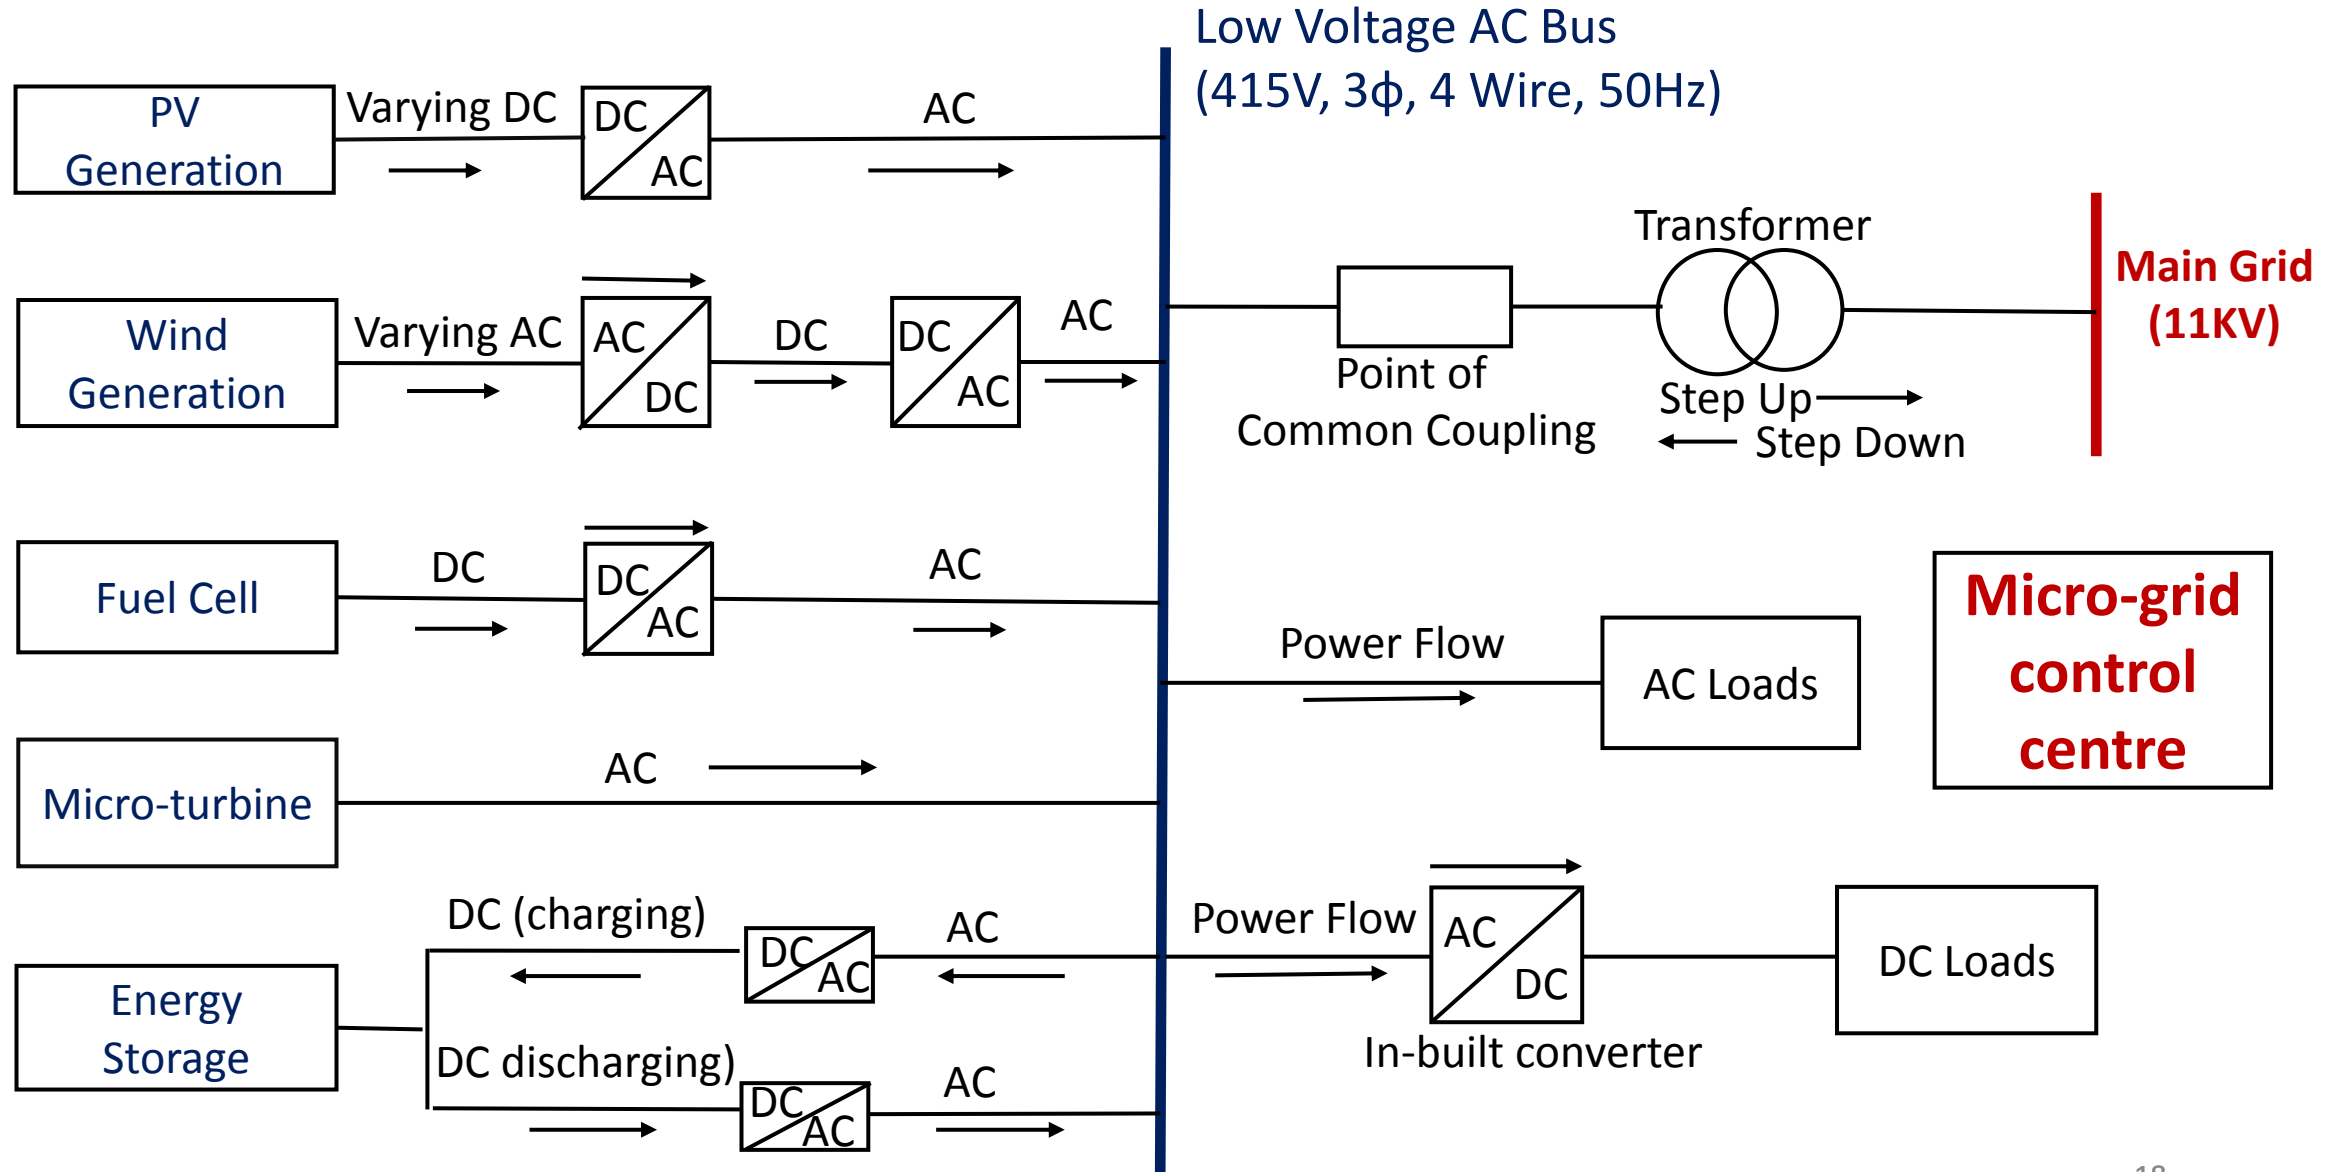 Low Voltage AC Bus
(415V, 3ϕ, 4 Wire, 50Hz)
PV
Generation
Varying DC
DC
AC
AC
Wind
Generation
Varying AC
AC
DC
DC
DC
AC
AC
Transformer
Main Grid
(11KV)
Point of
Common Coupling
Step Up
Step Down
Fuel Cell
DC
DC
AC
AC
Power Flow
AC Loads
Micro-grid
control
centre
Micro-turbine
AC
Energy
Storage
DC (charging)
DC
AC
AC
DC discharging)
DC
AC
AC
Power Flow
AC
DC
In-built converter
DC Loads